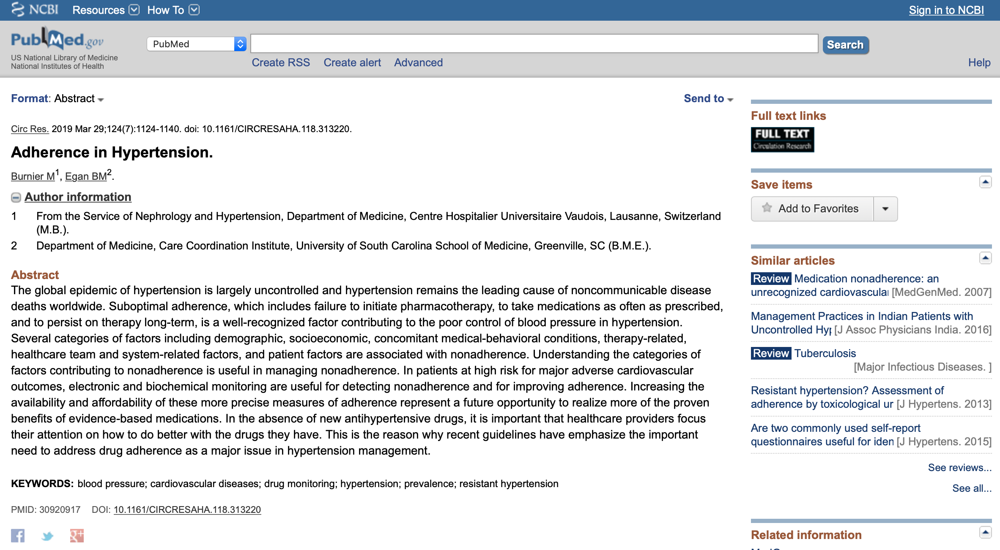 NCBI Resources How To Sign in to NCBI
PubMed.gov
US National Library of Medicine
National Institutes of Health
PubMed
Search
Create RSS Create alert Advanced
Help
Format: Abstract
Send to
Circ Res. 2019 Mar 29;124(7):1124-1140. doi: 10.1161/CIRCRESAHA.118.313220.
Adherence in Hypertension.
Burnier M1, Egan BM2.
Author information
1 From the Service of Nephrology and Hypertension, Department of Medicine, Centre Hospitalier Universitaire Vaudois, Lausanne, Switzerland
(M.B.).
2 Department of Medicine, Care Coordination Institute, University of South Carolina School of Medicine, Greenville, SC (B.M.E.).
Abstract
The global epidemic of hypertension is largely uncontrolled and hypertension remains the leading cause of noncommunicable disease
deaths worldwide. Suboptimal adherence, which includes failure to initiate pharmacotherapy, to take medications as often as prescribed,
and to persist on therapy long-term, is a well-recognized factor contributing to the poor control of blood pressure in hypertension.
Several categories of factors including demographic, socioeconomic, concomitant medical-behavioral conditions, therapy-related,
healthcare team and system-related factors, and patient factors are associated with nonadherence. Understanding the categories of
factors contributing to nonadherence is useful in managing nonadherence. In patients at high risk for major adverse cardiovascular
outcomes, electronic and biochemical monitoring are useful for detecting nonadherence and for improving adherence. Increasing the
availability and affordability of these more precise measures of adherence represent a future opportunity to realize more of the proven
benefits of evidence-based medications. In the absence of new antihypertensive drugs, it is important that healthcare providers focus
their attention on how to do better with the drugs they have. This is the reason why recent guidelines have emphasize the important
need to address drug adherence as a major issue in hypertension management.
KEYWORDS: blood pressure; cardiovascular diseases; drug monitoring; hypertension; prevalence; resistant hypertension
PMID: 30920917 DOI: 10.1161/CIRCRESAHA.118.313220
f
g+
Full text links
FULL TEXT
Circulation Research
Save items
Add to Favorites
Similar articles
Review Medication nonadherence: an
unrecognized cardiovascular [MedGenMed. 2007]
Management Practices in Indian Patients with
Uncontrolled Hyp [J Assoc Physicians India. 2016]
Review Tuberculosis
[Major Infectious Diseases. ]
Resistant hypertension? Assessment of
adherence by toxicological ur [J Hypertens. 2013]
Are two commonly used self-report
questionnaires useful for iden [J Hypertens. 2015]
See reviews...
See all...
Related information